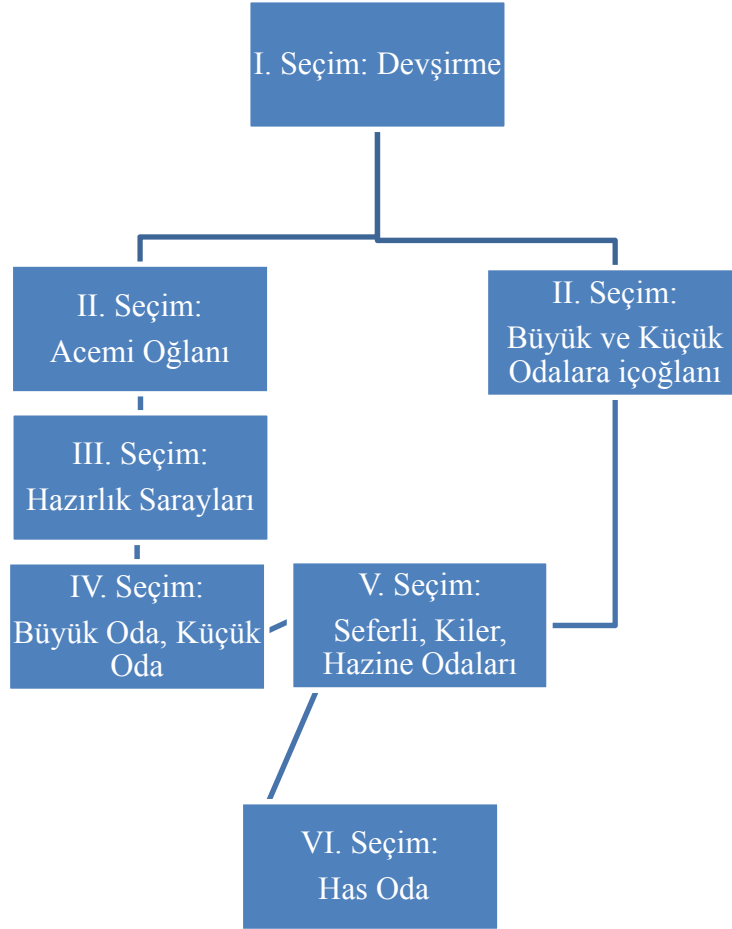 I. Seçim: Devşirme
II. Seçim:
Acemi Oğlanı
II. Seçim:
Büyük ve Küçük
Odalara içoğlanı
III. Seçim:
Hazırlık Sarayları
IV. Seçim:
Büyük Oda, Küçük
Oda
V. Seçim:
Seferli, Kiler,
Hazine Odaları
VI. Seçim:
Has Oda